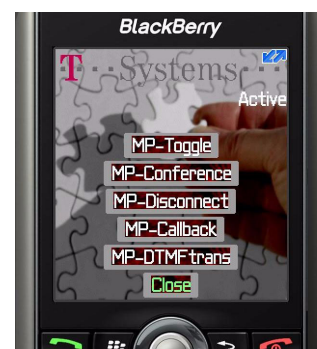 BlackBerry
T··Systems···
Active
MP-Toggle
MP-Conference
MP-Disconnect
MP-Callback
MP-DTMFtrans
Close